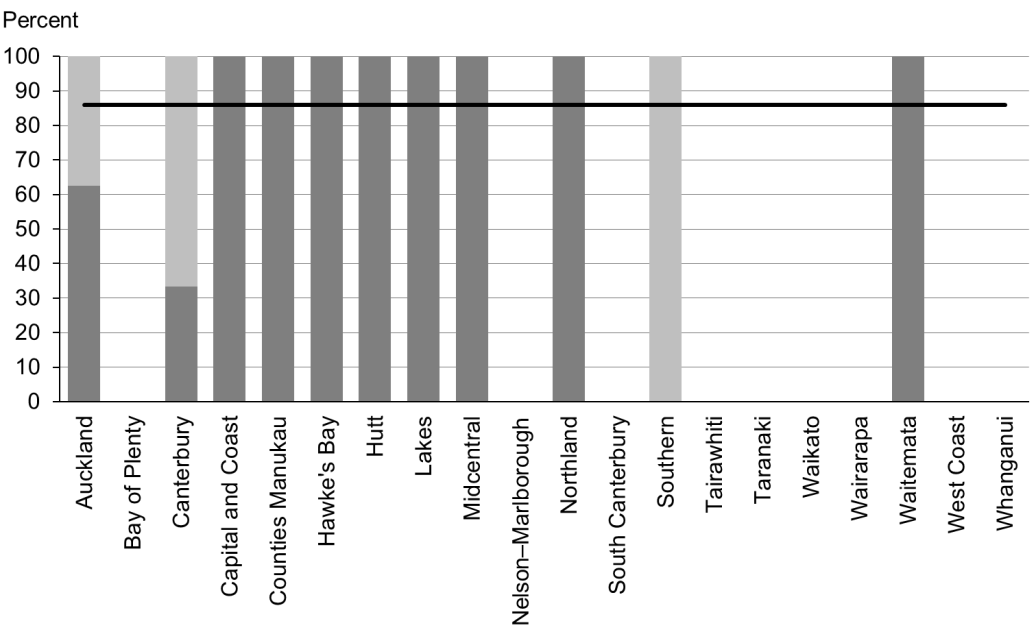 Percent
100
90
80
70
60
50
40
30
20
10
0
Auckland
Bay of Plenty
Canterbury
Capital and Coast
Counties Manukau
Hawke's Bay
Hutt
Lakes
Midcentral
Nelson–Marlborough
Northland
South Canterbury
Southern
Tairawhiti
Taranaki
Waikato
Wairarapa
Waitemata
West Coast
Whanganui